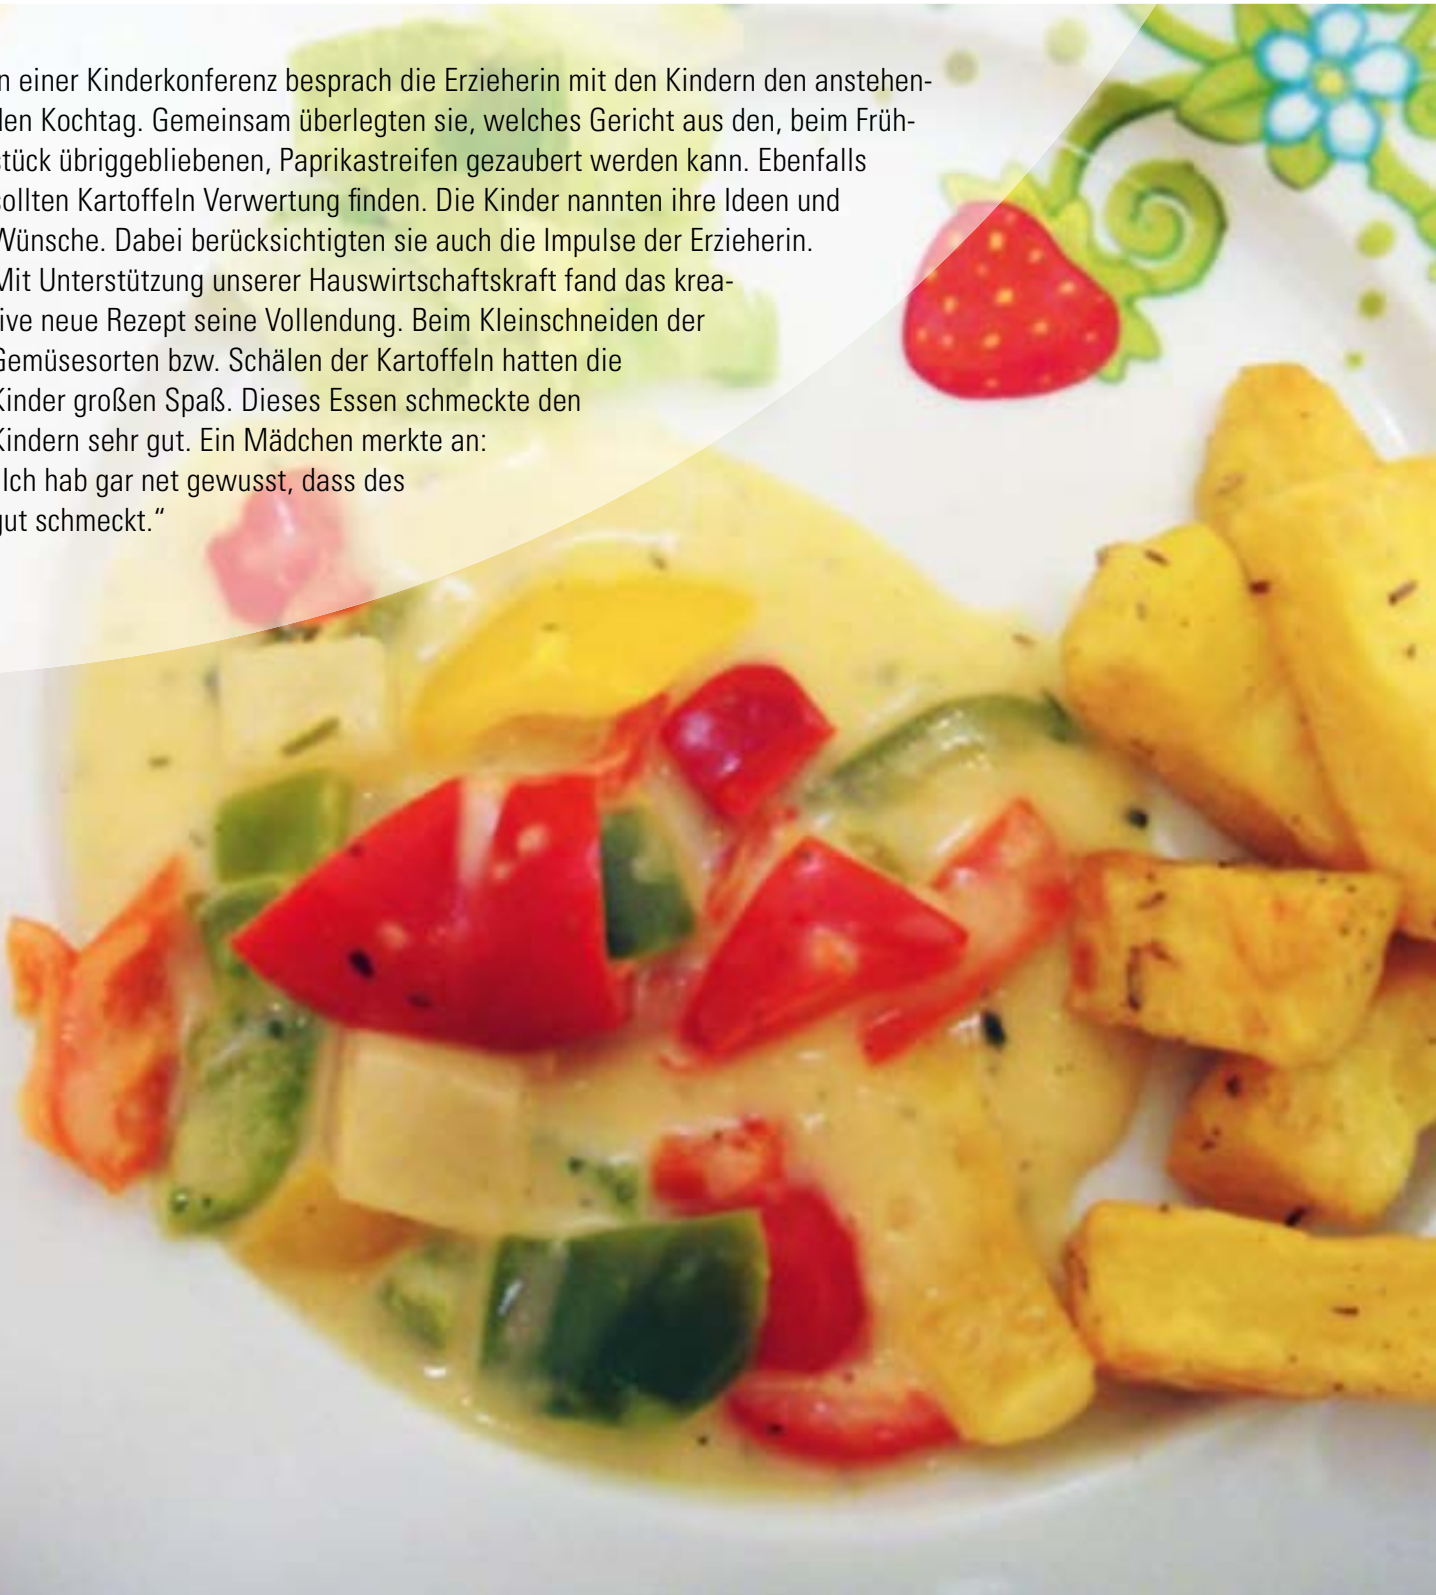 n einer Kinderkonferenz besprach die Erzieherin mit den Kindern den anstehen-
len Kochtag. Gemeinsam überlegten sie, welches Gericht aus den, beim Früh-
stück übriggebliebenen, Paprikastreifen gezaubert werden kann. Ebenfalls
sollten Kartoffeln Verwertung finden. Die Kinder nannten ihre Ideen und
Wünsche. Dabei berücksichtigten sie auch die Impulse der Erzieherin.
Mit Unterstützung unserer Hauswirtschaftskraft fand das krea-
tive neue Rezept seine Vollendung. Beim Kleinschneiden der
Gemüsesorten bzw. Schälen der Kartoffeln hatten die
Kinder großen Spaß. Dieses Essen schmeckte den
Kindern sehr gut. Ein Mädchen merkte an:
Ich hab gar net gewusst, dass des
gut schmeckt.“